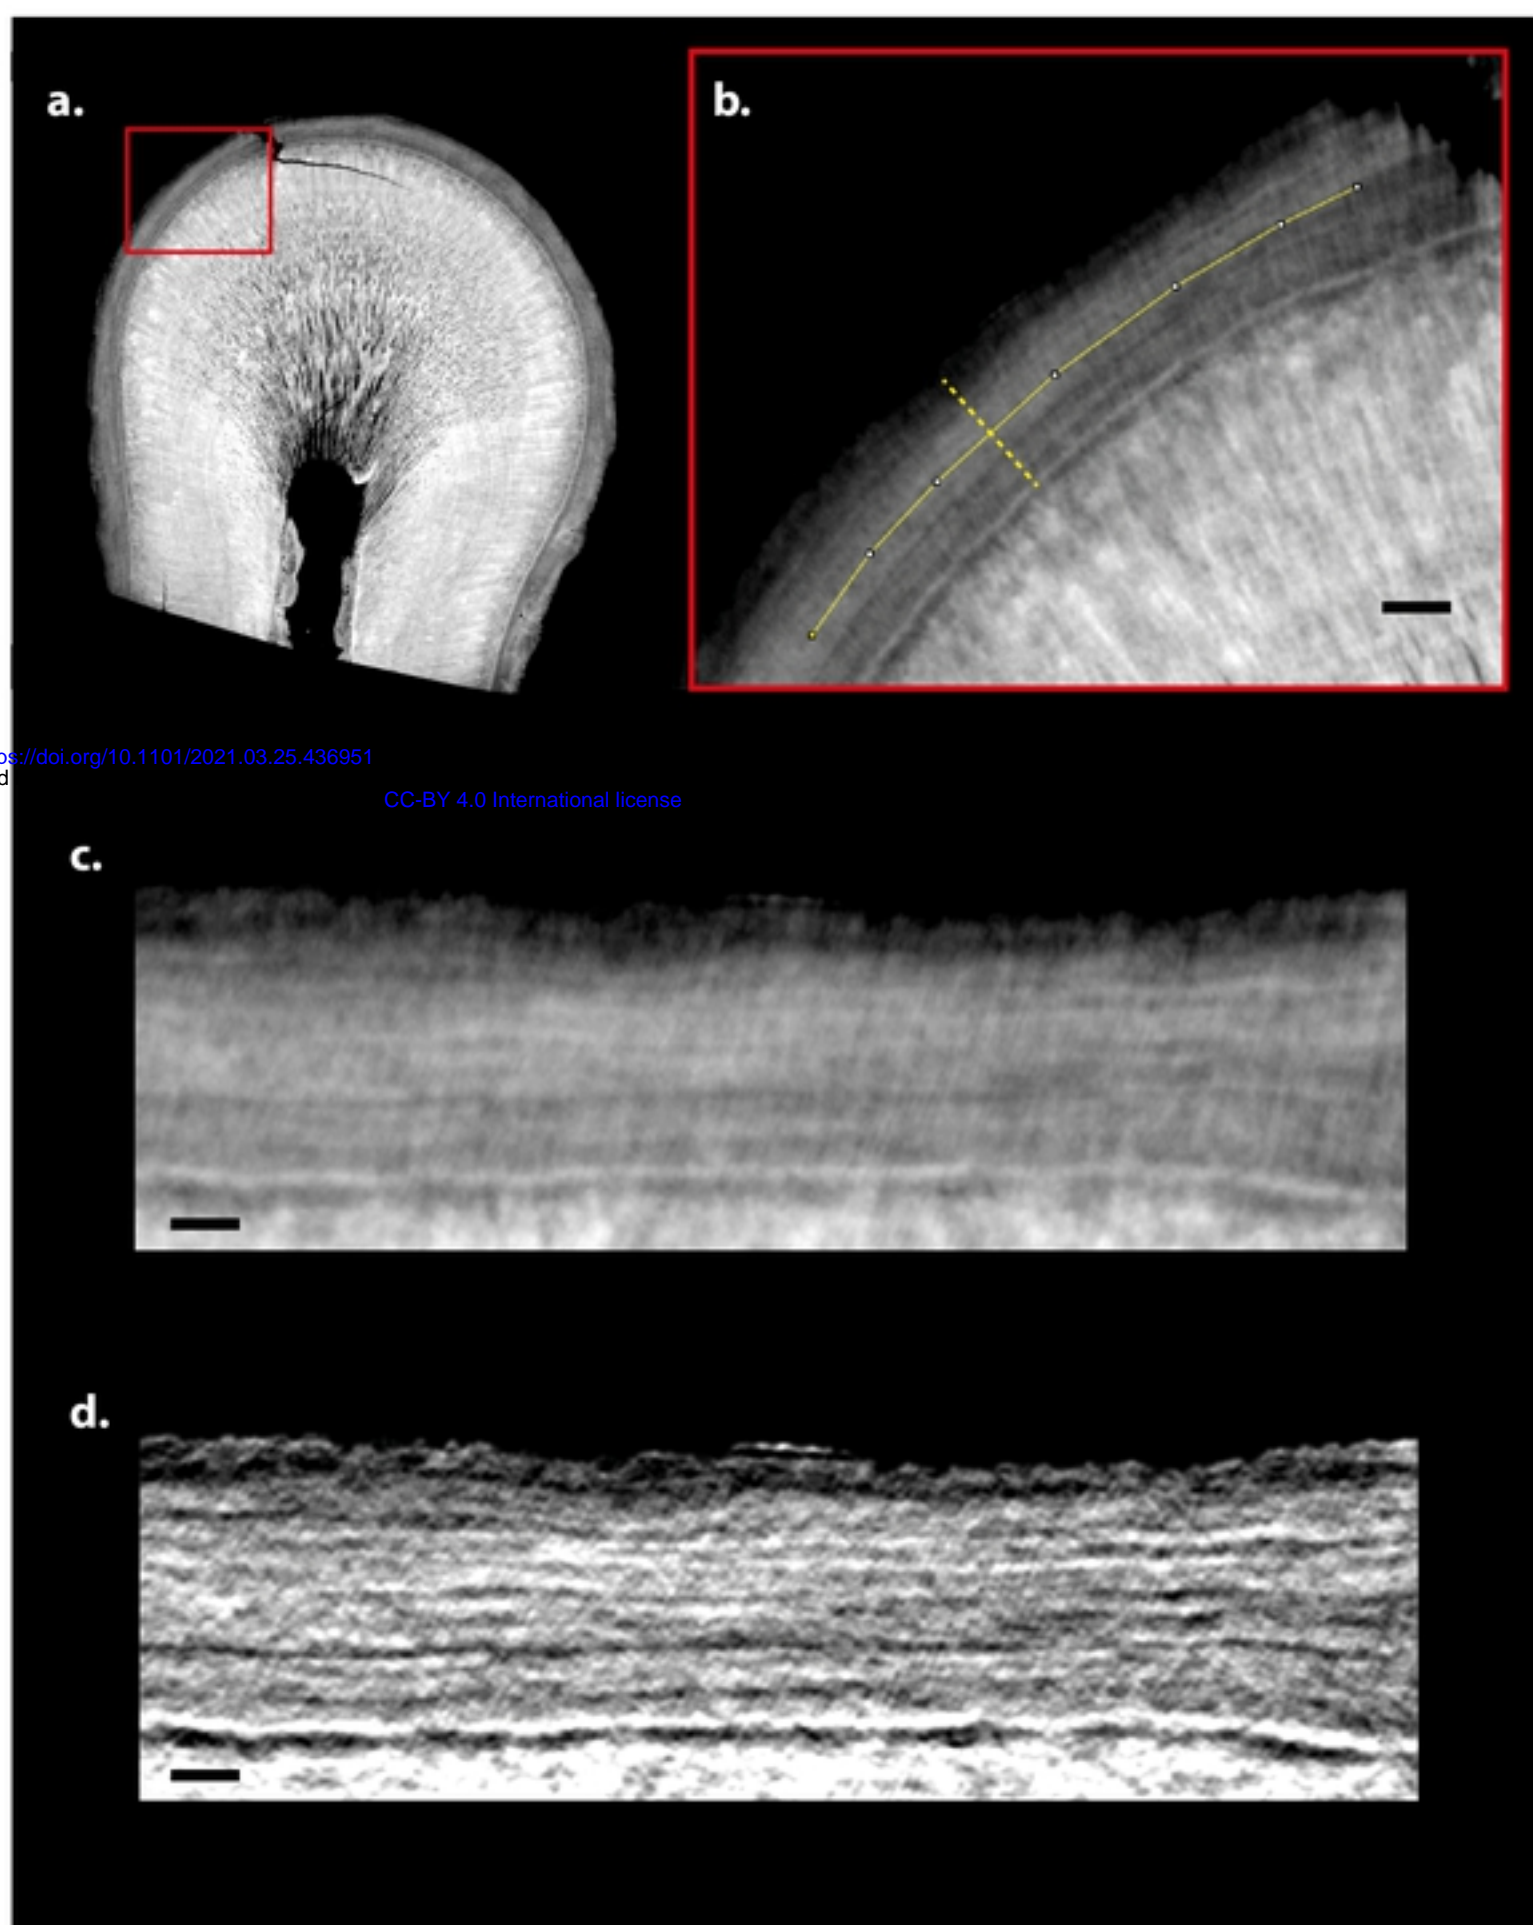 a.
b.
ps://doi.org/10.1101/2021.03.25.436951
d
CC-BY 4.0 International license
c.
d.